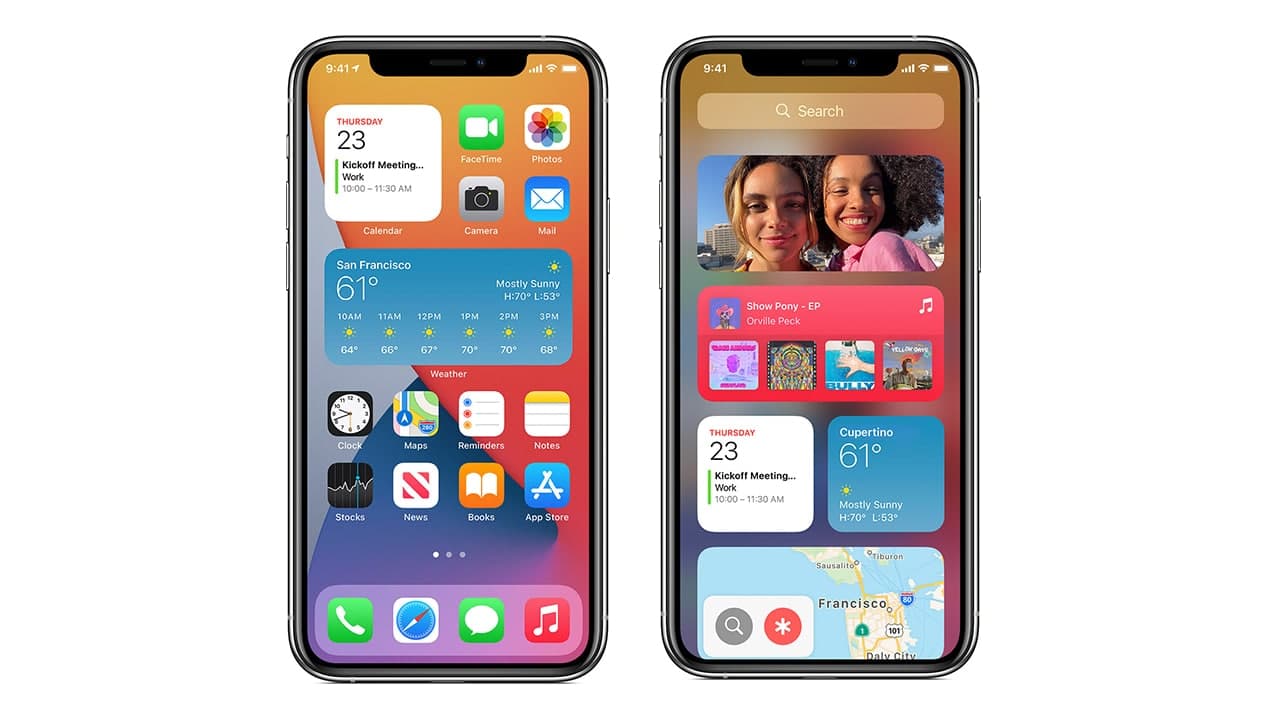 9:41
THURSDAY
23
Kickoff Meeting...
Work
10:00 – 11:30 AM
Calendar
FaceTime
Photos
Camera
Mail
San Francisco
61°
Mostly Sunny
H:70° L:53°
10AM 11AM 12PM 1PM 2PM 3PM
64° 66° 67° 70° 70° 68°
Weather
Clock Maps Reminders Notes
280
Stocks News Books App Store
9:41
Search
Show Pony - EP
Orville Peck
YELLOW DAYS
BULLY
THURSDAY
23
Kickoff Meeting...
Work
10:00 – 11:30 AM
Cupertino
61°
Mostly Sunny
H:70° L:53°
Tiburon
Sausalito
Francisco
80
1
101
Daly City